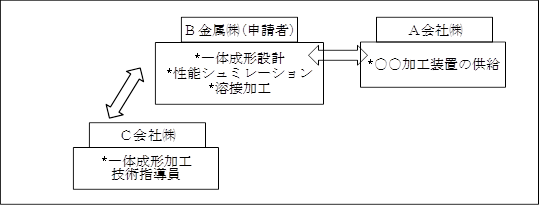 B金属㈱(申請者)
*一体成形設計
*性能シュミレーション
*溶接加工
A会社㈱
*○○加工装置の供給
C会社㈱
*一体成形加工
技術指導員